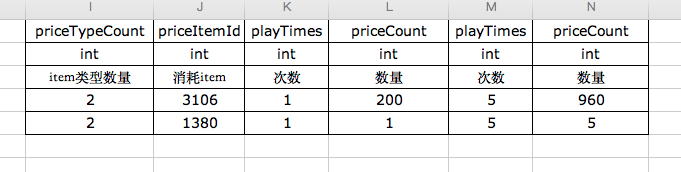 I J K L M N
priceTypeCount priceItemId playTimes priceCount playTimes priceCount
int int int int int int
item类型数量 消耗item 次数 数量 次数 数量
2 3106 1 200 5 960
2 1380 1 1 5 5